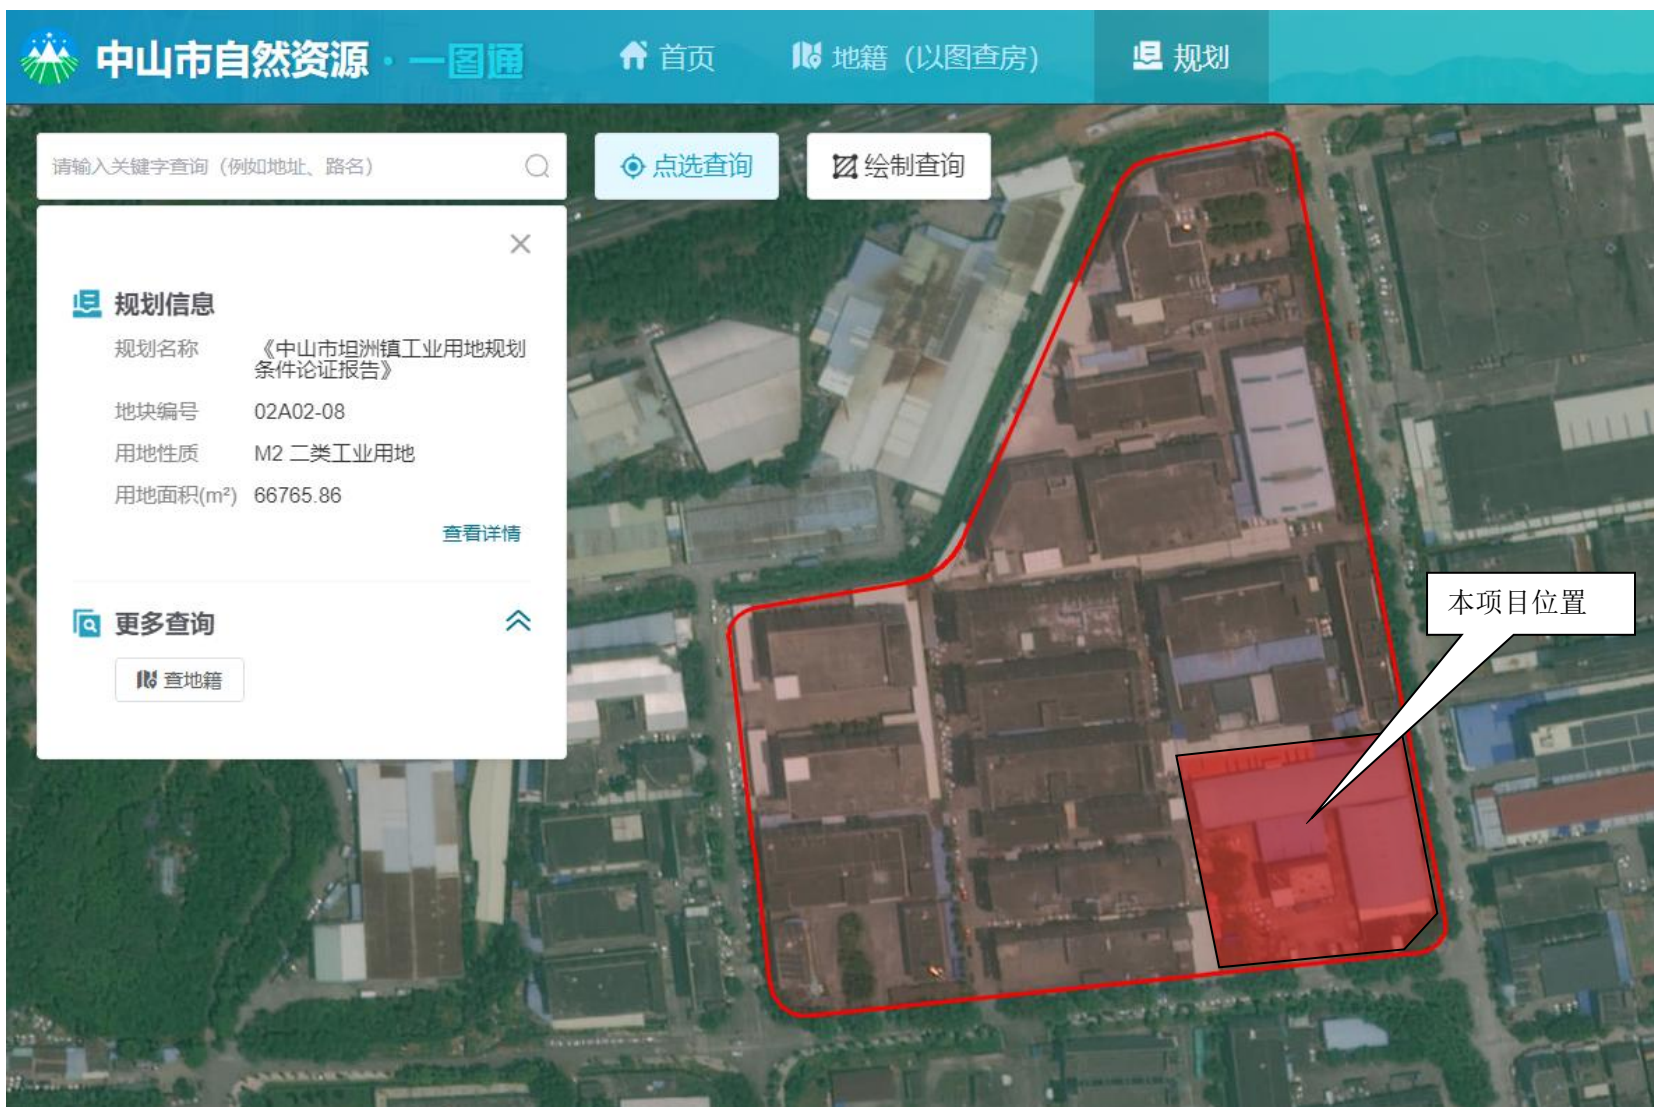 中山市自然资源·一图通
首页
地籍（以图查房）
规划
请输入关键字查询（例如地址、路名）
点选查询
绘制查询
规划信息
规划名称 《中山市坦洲镇工业用地规划
条件论证报告》
地块编号 02A02-08
用地性质 M2 二类工业用地
用地面积(m²) 66765.86
查看详情
更多查询
查地籍
本项目位置